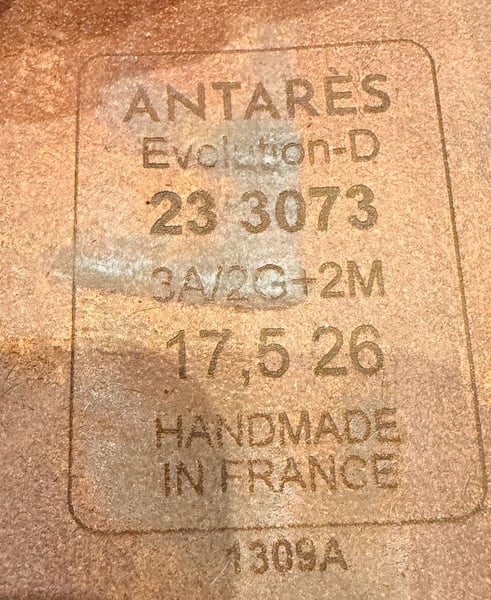 ANTARÈS
Evolution-D
23 3073
3A/2G+2M
17,5 26
HANDMADE
IN FRANCE
1309A